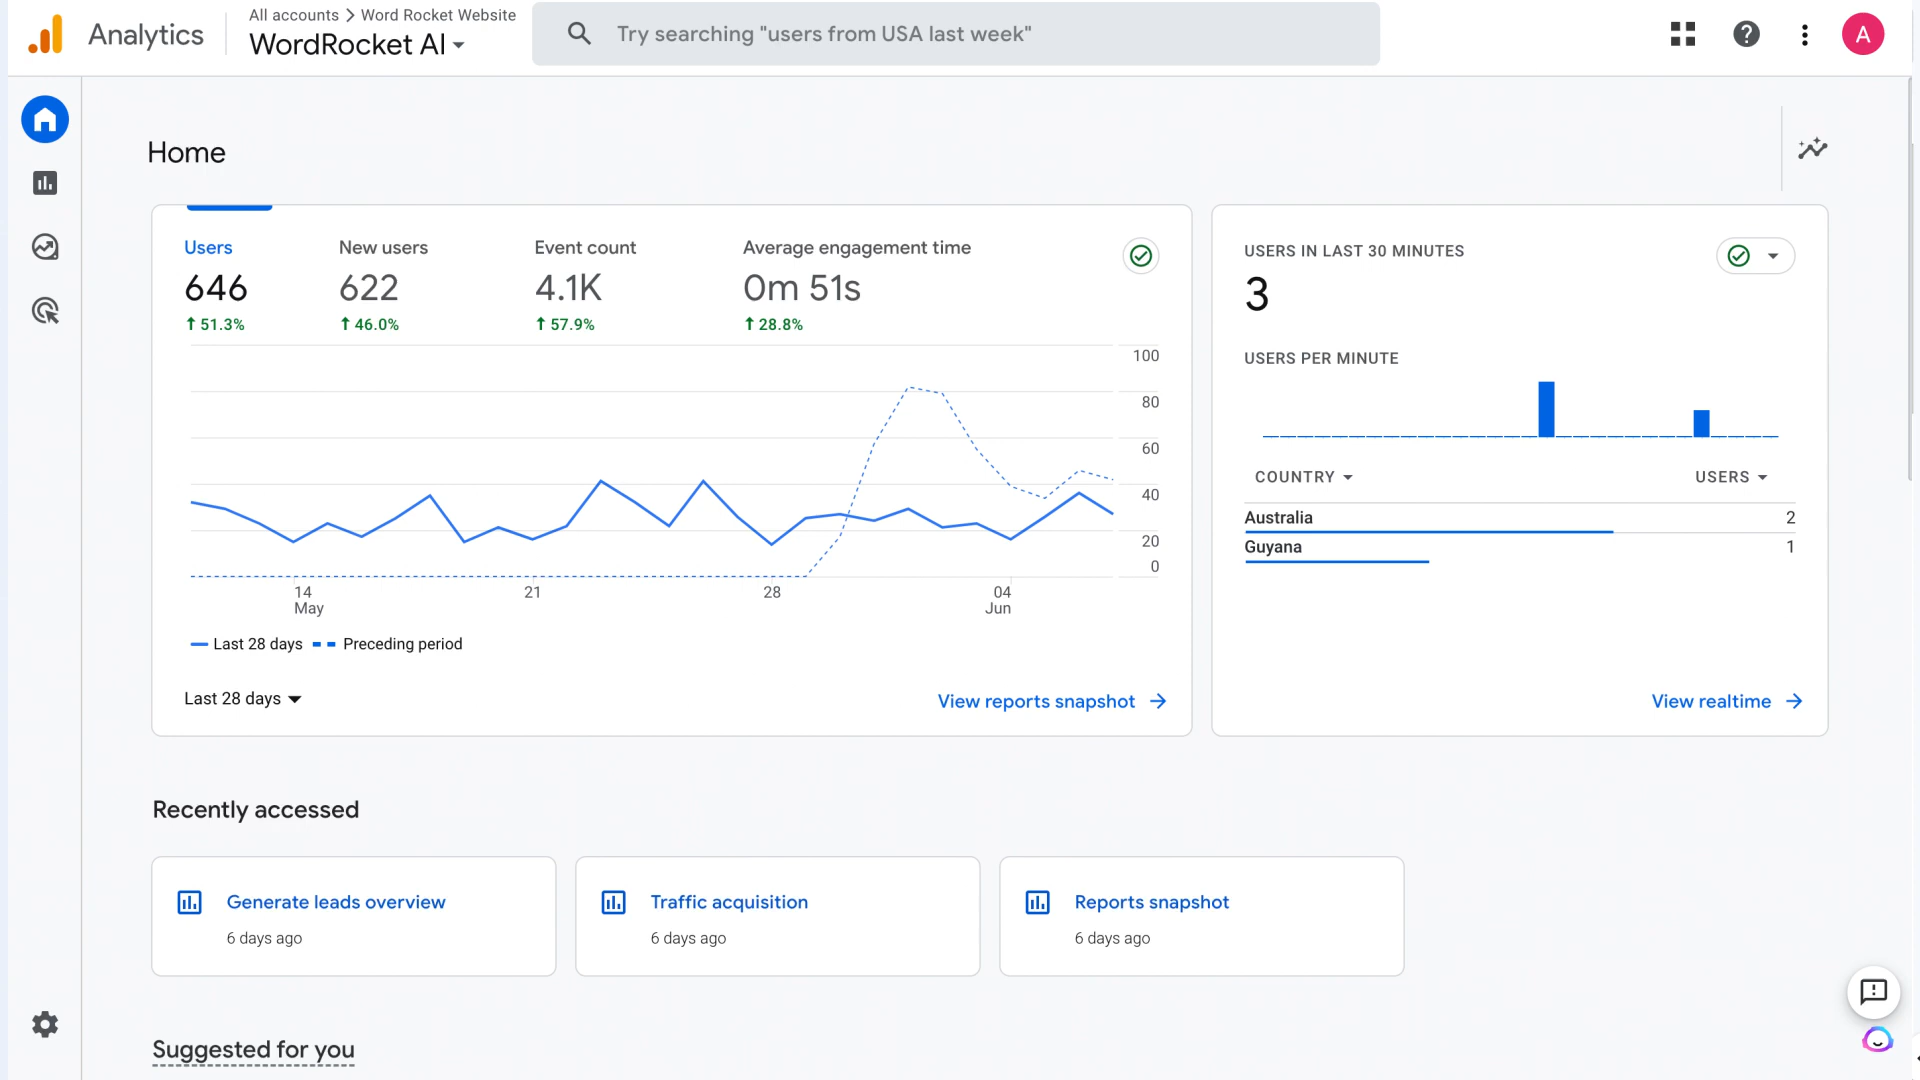 Analytics
All accounts > Word Rocket Website
WordRocket AI
Try searching "users from USA last week"
A
Home
Users
646
51.3%
New users
622
46.0%
Event count
4.1K
57.9%
Average engagement time
0m 51s
28.8%
100
80
60
40
20
0
14
May
21
28
04
Jun
Last 28 days
Preceding period
Last 28 days
View reports snapshot
USERS IN LAST 30 MINUTES
3
USERS PER MINUTE
COUNTRY
USERS
Australia 2
Guyana 1
View realtime
Recently accessed
Generate leads overview
6 days ago
Traffic acquisition
6 days ago
Reports snapshot
6 days ago
Suggested for you